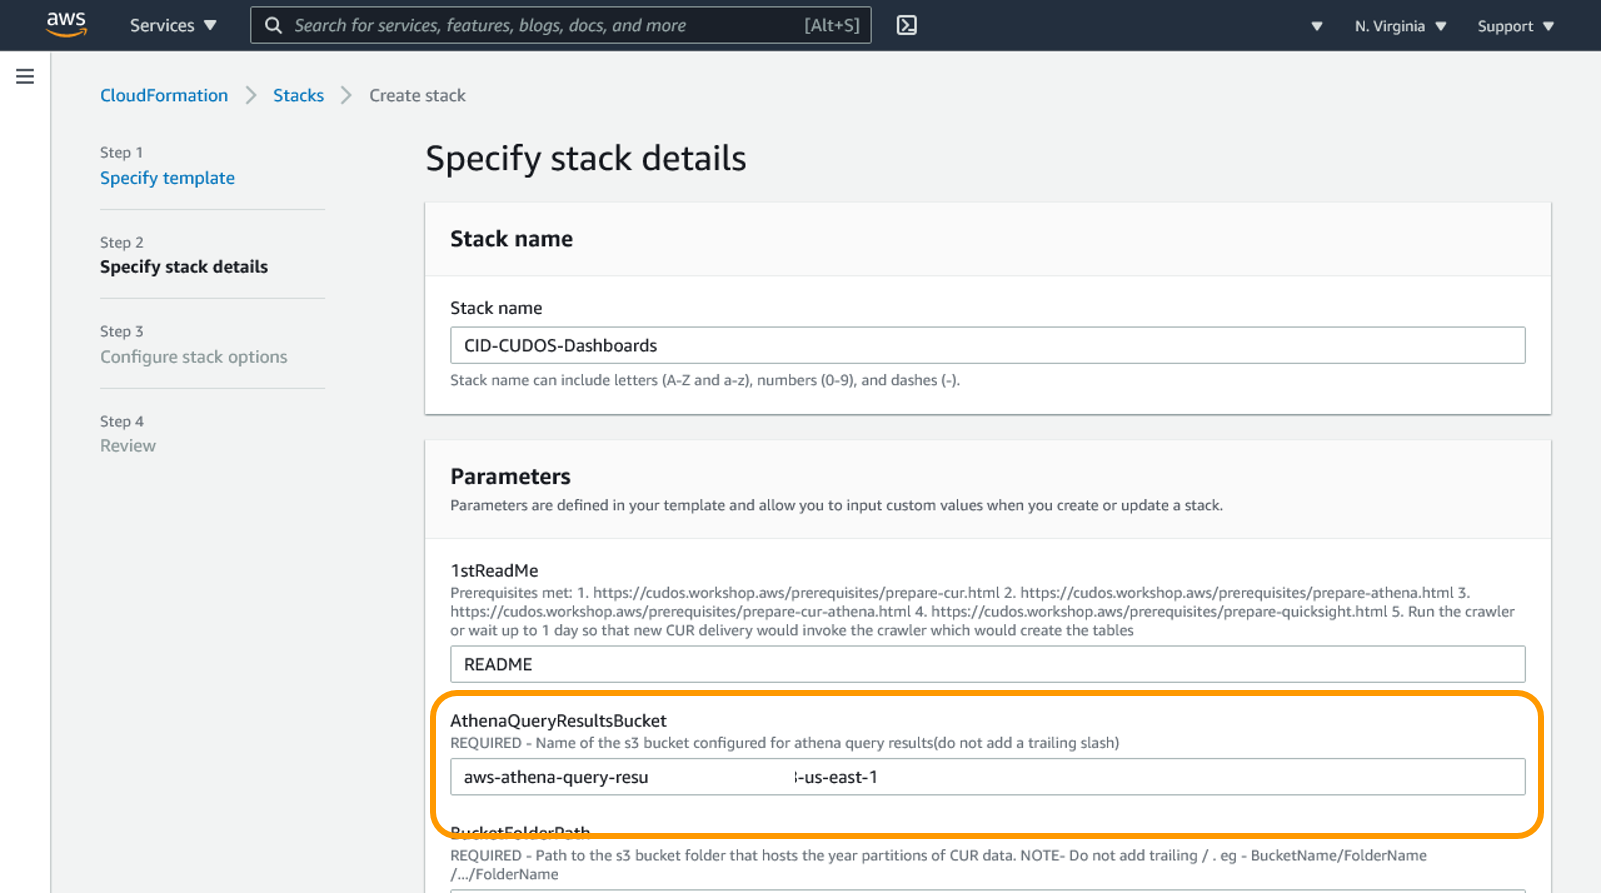 aws Services Search for services, features, blogs, docs, and more [Alt+S] N. Virginia Support
CloudFormation Stacks Create stack
Step 1
Specify template
Step 2
Specify stack details
Step 3
Configure stack options
Step 4
Review
Specify stack details
Stack name
Stack name
CID-CUDOS-Dashboards
Stack name can include letters (A-Z and a-z), numbers (0-9), and dashes (-).
Parameters
Parameters are defined in your template and allow you to input custom values when you create or update a stack.
1stReadMe
Prerequisites met: 1. https://cudos.workshop.aws/prerequisites/prepare-cur.html 2. https://cudos.workshop.aws/prerequisites/prepare-athena.html 3.
https://cudos.workshop.aws/prerequisites/prepare-cur-athena.html 4. https://cudos.workshop.aws/prerequisites/prepare-quicksight.html 5. Run the crawler
or wait up to 1 day so that new CUR delivery would invoke the crawler which would create the tables
README
AthenaQueryResultsBucket
REQUIRED - Name of the s3 bucket configured for athena query results(do not add a trailing slash)
aws-athena-query-resu -us-east-1
BucketFolderPath
REQUIRED - Path to the s3 bucket folder that hosts the year partitions of CUR data. NOTE- Do not add trailing / . eg - BucketName/FolderName
/.../FolderName